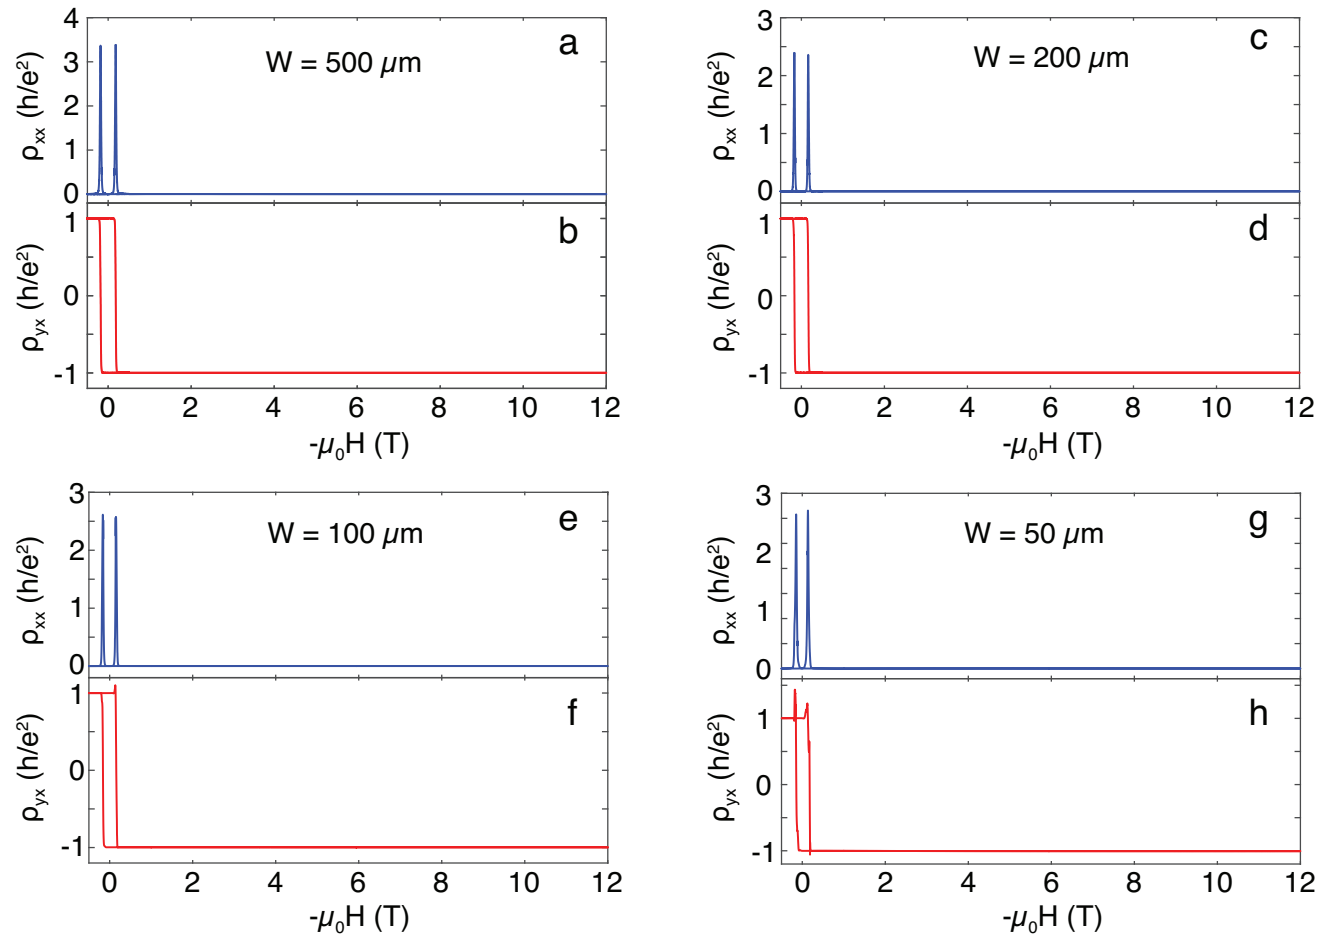 a
W = 500 µm
ρxx (h/e²)
4
3
2
1
0
b
ρyx (h/e²)
1
0
-1
0 2 4 6 8 10 12
-µ₀H (T)
c
W = 200 µm
ρxx (h/e²)
3
2
1
0
d
ρyx (h/e²)
1
0
-1
0 2 4 6 8 10 12
-µ₀H (T)
e
W = 100 µm
ρxx (h/e²)
3
2
1
0
f
ρyx (h/e²)
1
0
-1
0 2 4 6 8 10 12
-µ₀H (T)
g
W = 50 µm
ρxx (h/e²)
3
2
1
0
h
ρyx (h/e²)
1
0
-1
0 2 4 6 8 10 12
-µ₀H (T)